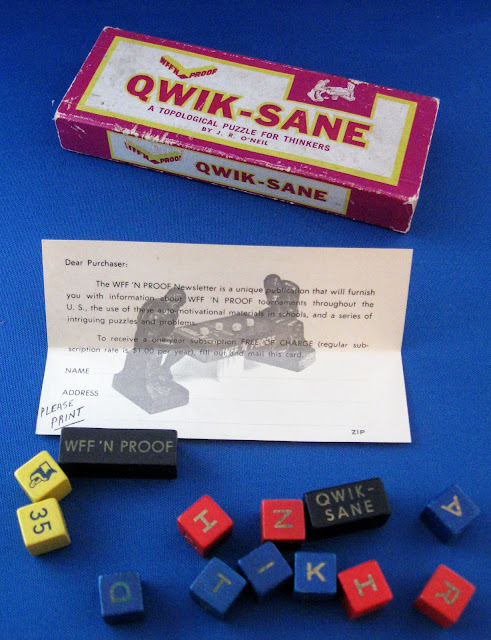 WFF'N PROOF
QWIK-SANE
A TOPOLOGICAL PUZZLE FOR THINKERS
BY J. R. O'NEIL
WFF'N PROOF QWIK-SANE
Dear Purchaser:
The WFF 'N PROOF Newsletter is a unique publication that will furnish
you with information about WFF 'N PROOF tournaments throughout the
U. S., the use of these auto-motivational materials in schools, and a series of
intriguing puzzles and problems.
To receive a one-year subscription FREE OF CHARGE (regular sub-
scription rate is $1.00 per year), fill out and mail this card.
NAME
ADDRESS
PLEASE
PRINT
ZIP
WFF 'N PROOF
35
I
Z
QWIK-
SANE
A
T
I
K
H
R